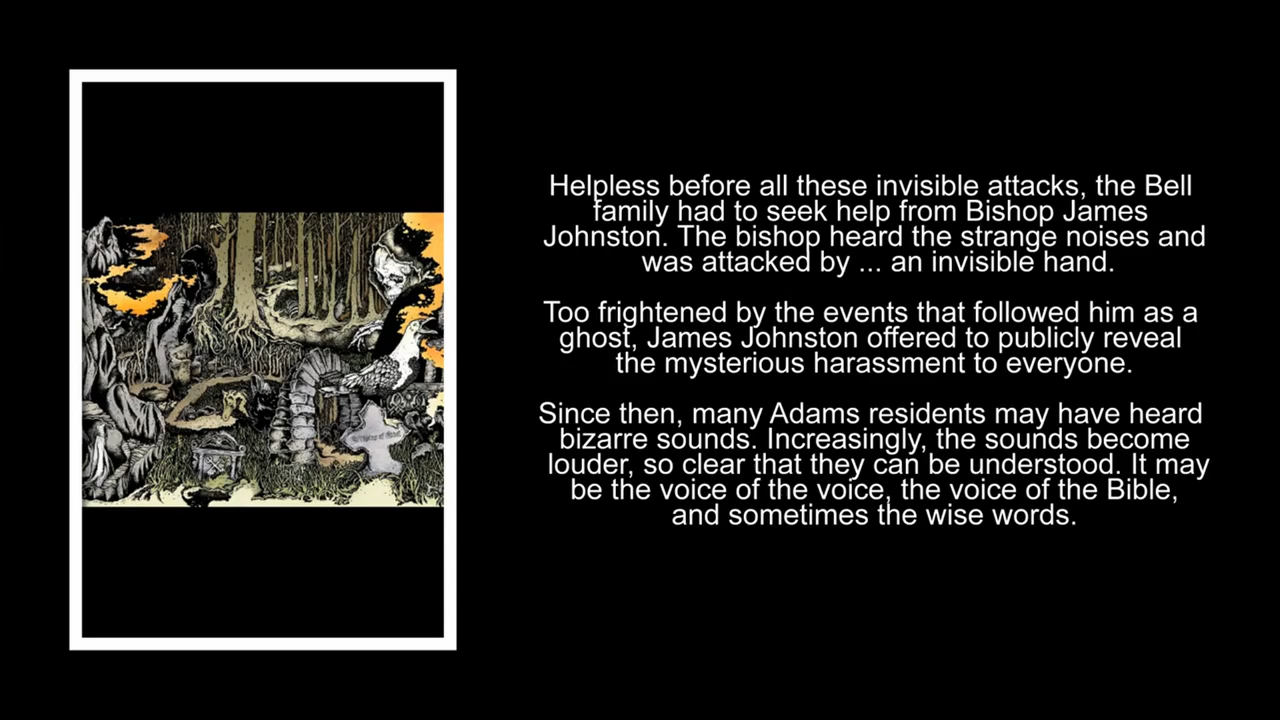 Helpless before all these invisible attacks, the Bell
family had to seek help from Bishop James
Johnston. The bishop heard the strange noises and
was attacked by ... an invisible hand.
Too frightened by the events that followed him as a
ghost, James Johnston offered to publicly reveal
the mysterious harassment to everyone.
Since then, many Adams residents may have heard
bizarre sounds. Increasingly, the sounds become
louder, so clear that they can be understood. It may
be the voice of the voice, the voice of the Bible,
and sometimes the wise words.